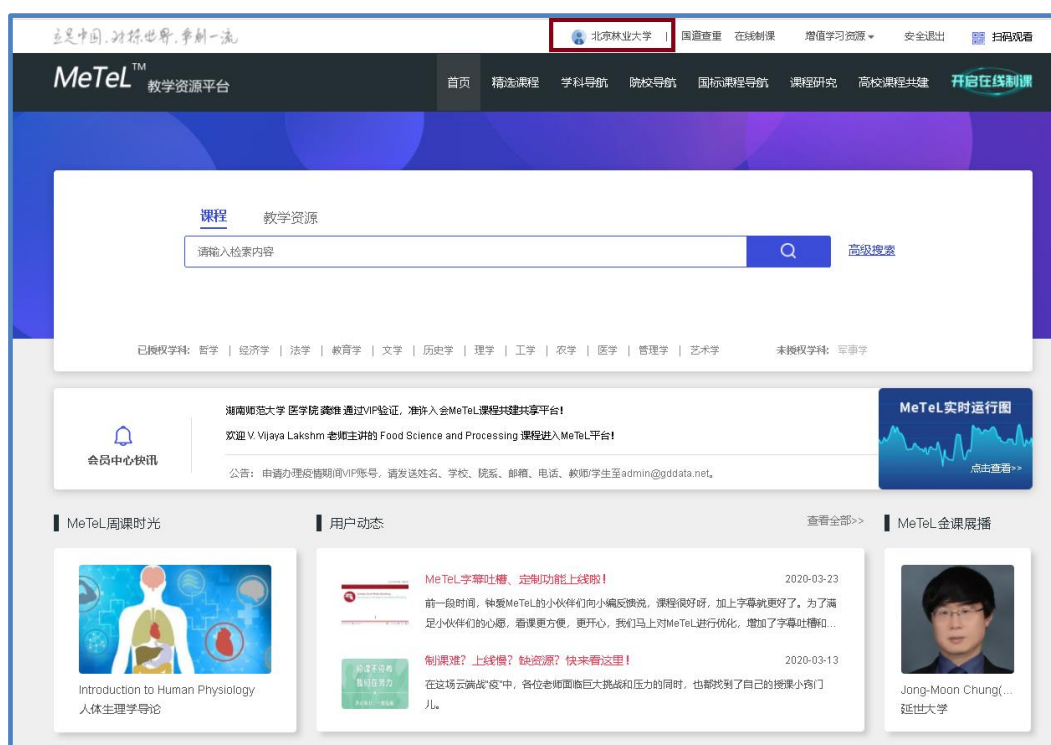 立足中国.对标世界.争创一流
北京林业大学 | 国道查重 在线制课 增值学习资源 安全退出 扫码观看
MeTeL™ 教学资源平台
首页 精选课程 学科导航 院校导航 国标课程导航 课程研究 高校课程共建 开启在线制课
课程 教学资源
请输入检索内容 高级搜索
已授权学科: 哲学 | 经济学 | 法学 | 教育学 | 文学 | 历史学 | 理学 | 工学 | 农学 | 医学 | 管理学 | 艺术学 未授权学科: 军事学
湖南师范大学 医学院 龚维 通过VIP验证，准许入会MeTeL课程共建共享平台!
欢迎 V. Vijaya Lakshm 老师主讲的 Food Science and Processing 课程进入MeTeL平台!
会员中心快讯
公告： 申请办理疫情期间VIP账号，请发送姓名、学校、院系、邮箱、电话、教师/学生至admin@gddata.net。
MeTeL实时运行图
点击查看>>
MeTeL周课时光
用户动态 查看全部>>
MeTeL金课展播
Introduction to Human Physiology
人体生理学导论
MeTeL字幕吐槽、定制功能上线啦! 2020-03-23
前一段时间，钟爱MeTeL的小伙伴们向小编反馈说，课程很好呀，加上字幕就更好了。为了满
足小伙伴们的心愿，看课更方便，更开心，我们马上对MeTeL进行优化，增加了字幕吐槽和...
制课难? 上线慢? 缺资源? 快来看这里! 2020-03-13
在这场云端战“疫”中，各位老师面临巨大挑战和压力的同时，也都找到了自己的授课小窍门
儿。
Jong-Moon Chung(...
延世大学